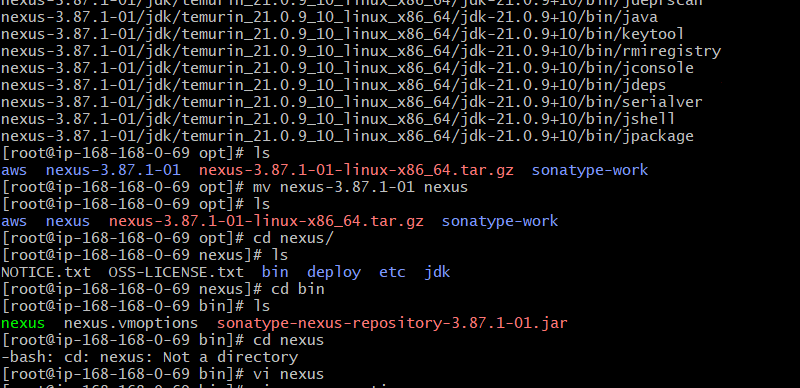 nexus-3.87.1-01/jdk/temurin_21.0.9_10_linux_x86_64/jdk-21.0.9+10/bin/jdeprscan
nexus-3.87.1-01/jdk/temurin_21.0.9_10_linux_x86_64/jdk-21.0.9+10/bin/java
nexus-3.87.1-01/jdk/temurin_21.0.9_10_linux_x86_64/jdk-21.0.9+10/bin/keytool
nexus-3.87.1-01/jdk/temurin_21.0.9_10_linux_x86_64/jdk-21.0.9+10/bin/rmiregistry
nexus-3.87.1-01/jdk/temurin_21.0.9_10_linux_x86_64/jdk-21.0.9+10/bin/jconsole
nexus-3.87.1-01/jdk/temurin_21.0.9_10_linux_x86_64/jdk-21.0.9+10/bin/jdeps
nexus-3.87.1-01/jdk/temurin_21.0.9_10_linux_x86_64/jdk-21.0.9+10/bin/serialver
nexus-3.87.1-01/jdk/temurin_21.0.9_10_linux_x86_64/jdk-21.0.9+10/bin/jshell
nexus-3.87.1-01/jdk/temurin_21.0.9_10_linux_x86_64/jdk-21.0.9+10/bin/jpackage
[root@ip-168-168-0-69 opt]# ls
aws  nexus-3.87.1-01  nexus-3.87.1-01-linux-x86_64.tar.gz  sonatype-work
[root@ip-168-168-0-69 opt]# mv nexus-3.87.1-01 nexus
[root@ip-168-168-0-69 opt]# ls
aws  nexus  nexus-3.87.1-01-linux-x86_64.tar.gz  sonatype-work
[root@ip-168-168-0-69 opt]# cd nexus/
[root@ip-168-168-0-69 nexus]# ls
NOTICE.txt  OSS-LICENSE.txt  bin  deploy  etc  jdk
[root@ip-168-168-0-69 nexus]# cd bin
[root@ip-168-168-0-69 bin]# ls
nexus  nexus.vmoptions  sonatype-nexus-repository-3.87.1-01.jar
[root@ip-168-168-0-69 bin]# cd nexus
-bash: cd: nexus: Not a directory
[root@ip-168-168-0-69 bin]# vi nexus
[root@ip-168-168-0-69 bin]#